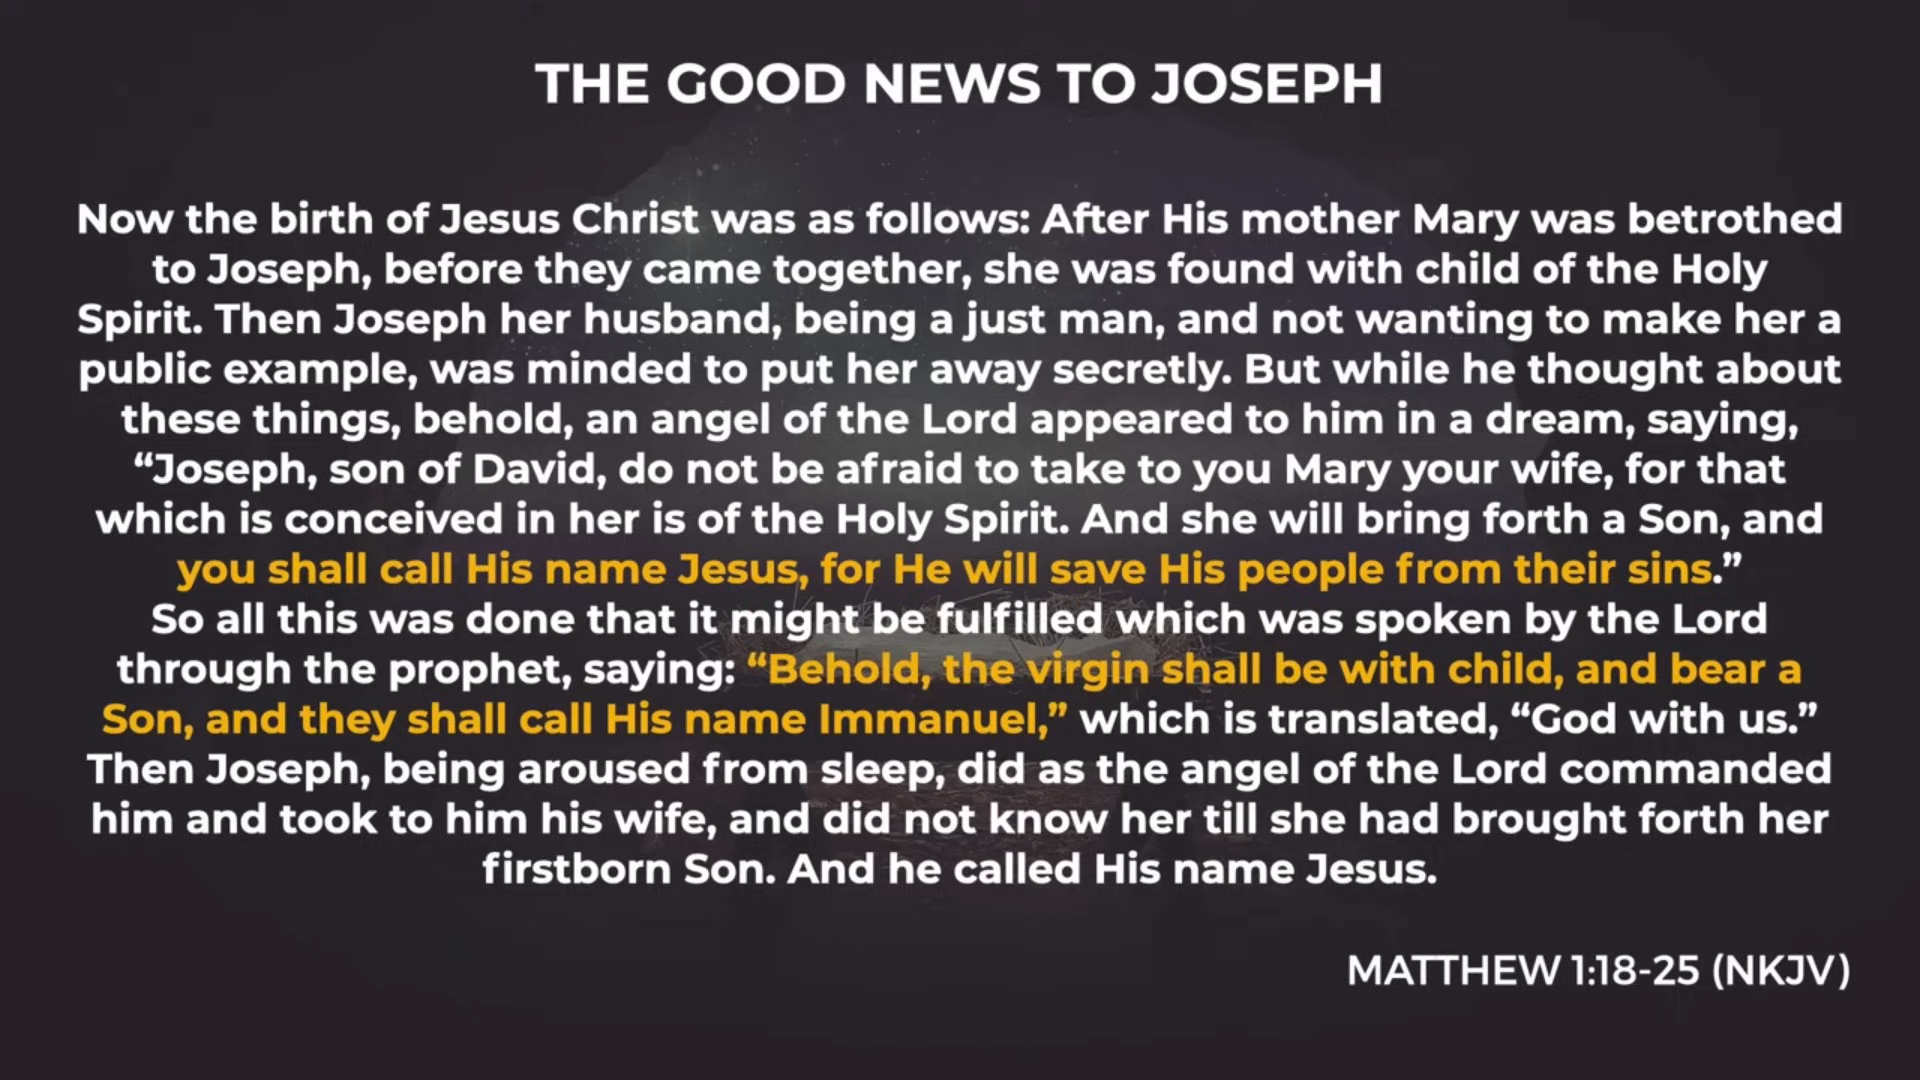 THE GOOD NEWS TO JOSEPH
Now the birth of Jesus Christ was as follows: After His mother Mary was betrothed
to Joseph, before they came together, she was found with child of the Holy
Spirit. Then Joseph her husband, being a just man, and not wanting to make her a
public example, was minded to put her away secretly. But while he thought about
these things, behold, an angel of the Lord appeared to him in a dream, saying,
“Joseph, son of David, do not be afraid to take to you Mary your wife, for that
which is conceived in her is of the Holy Spirit. And she will bring forth a Son, and
you shall call His name Jesus, for He will save His people from their sins.”
So all this was done that it might be fulfilled which was spoken by the Lord
through the prophet, saying: “Behold, the virgin shall be with child, and bear a
Son, and they shall call His name Immanuel,” which is translated, “God with us.”
Then Joseph, being aroused from sleep, did as the angel of the Lord commanded
him and took to him his wife, and did not know her till she had brought forth her
firstborn Son. And he called His name Jesus.
MATTHEW 1:18-25 (NKJV)